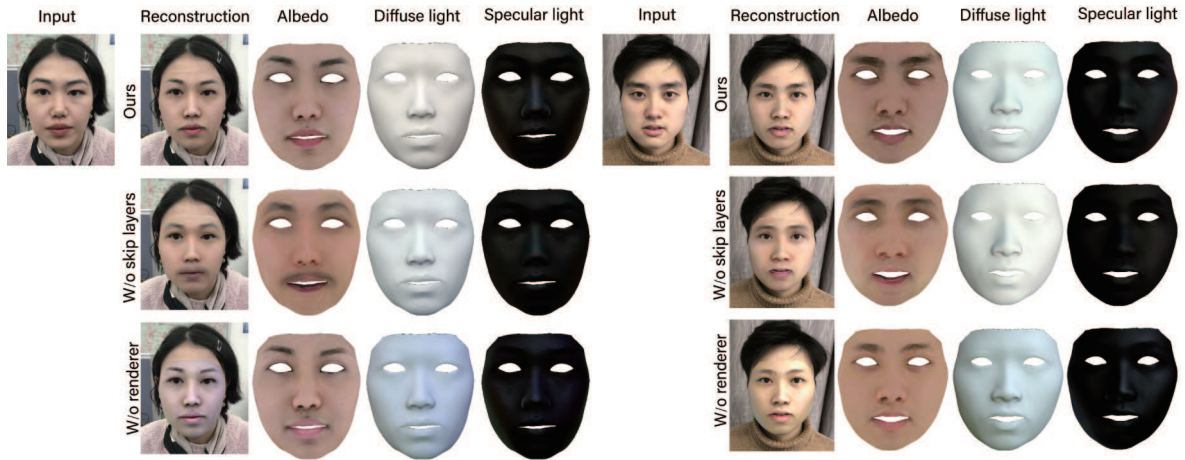 Input Reconstruction Albedo Diffuse light Specular light Input Reconstruction Albedo Diffuse light Specular light
Ours Ours
W/o skip layers W/o skip layers
W/o renderer W/o renderer